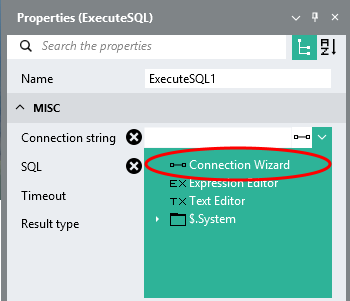 Properties (ExecuteSQL)
Search the properties
Name ExecuteSQL1
MISC
Connection string
SQL Connection Wizard
Expression Editor
Timeout Text Editor
Result type $.System